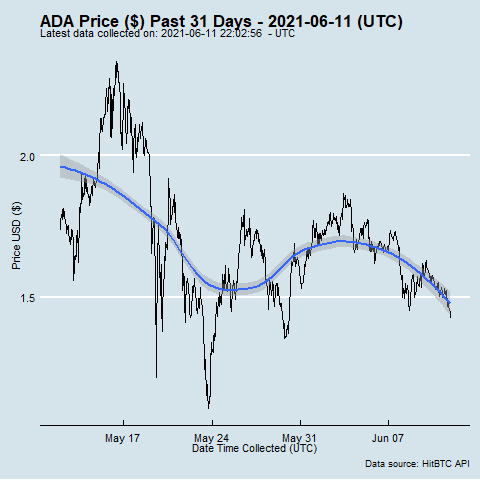 ADA Price ($) Past 31 Days - 2021-06-11 (UTC)
Latest data collected on: 2021-06-11 22:02:56 - UTC
2.0
1.5
Price USD ($)
May 17
May 24
May 31
Jun 07
Date Time Collected (UTC)
Data source: HitBTC API